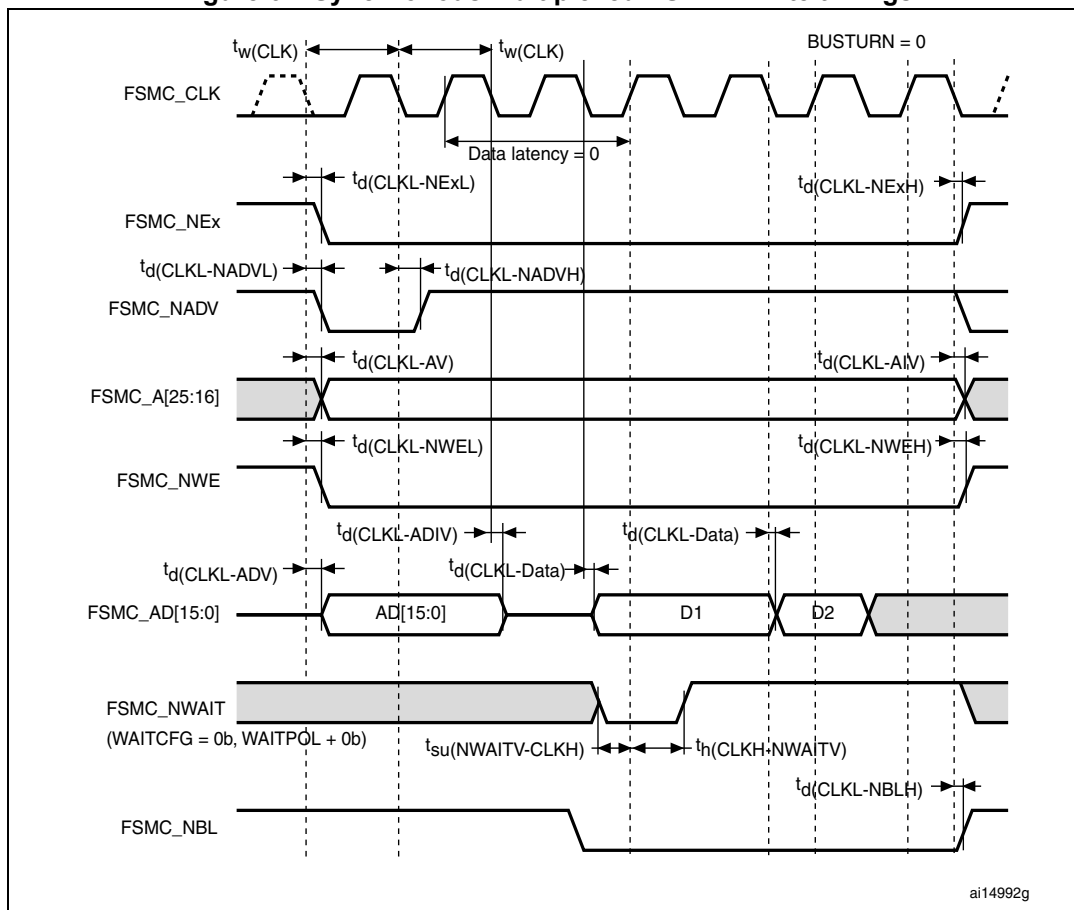 BUSTURN = 0
tw(CLK)
tw(CLK)
FSMC_CLK
Data latency = 0
td(CLKL-NExL)
td(CLKL-NExH)
FSMC_NEx
td(CLKL-NADVL)
td(CLKL-NADVH)
FSMC_NADV
td(CLKL-AV)
td(CLKL-AIV)
FSMC_A[25:16]
td(CLKL-NWEL)
td(CLKL-NWEH)
FSMC_NWE
td(CLKL-ADIV)
td(CLKL-Data)
td(CLKL-ADV)
td(CLKL-Data)
FSMC_AD[15:0]
AD[15:0]
D1
D2
FSMC_NWAIT
(WAITCFG = 0b, WAITPOL + 0b)
tsu(NWAITV-CLKH)
th(CLKH-NWAITV)
td(CLKL-NBLH)
FSMC_NBL
ai14992g